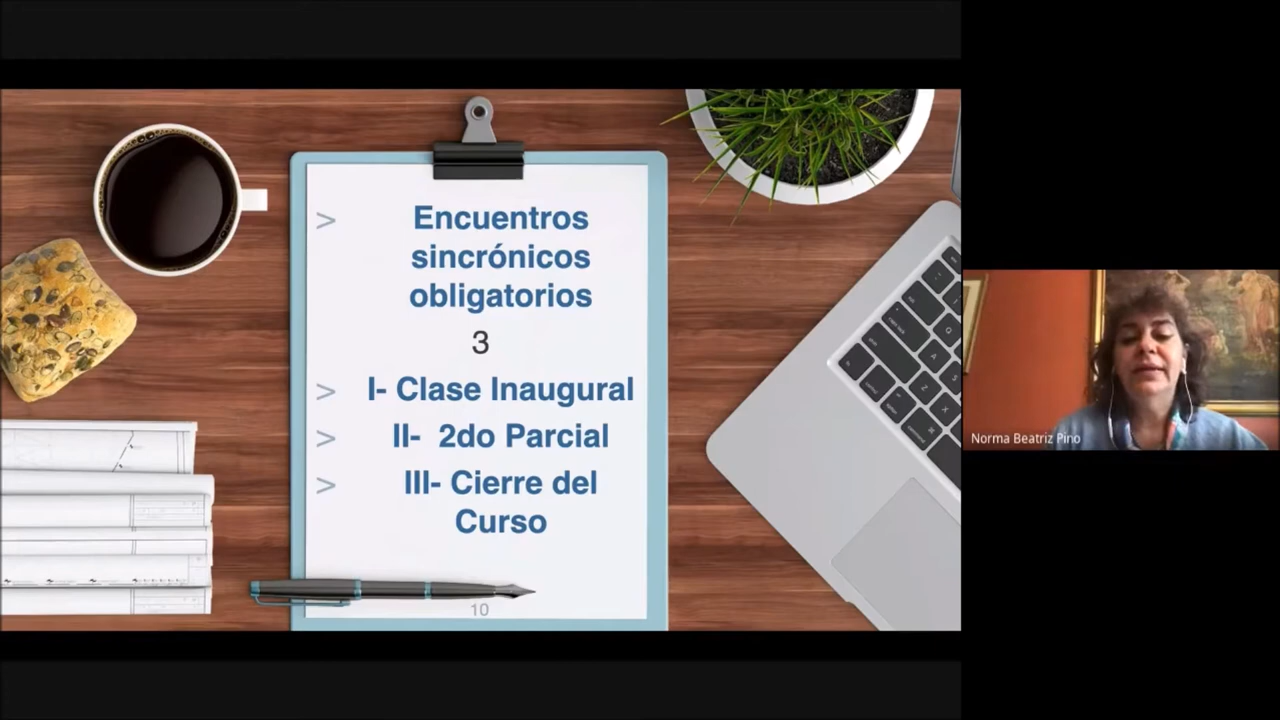 > Encuentros
sincrónicos
obligatorios
3
> I- Clase Inaugural
> II- 2do Parcial
> III- Cierre del
Curso
10
Norma Beatriz Pino